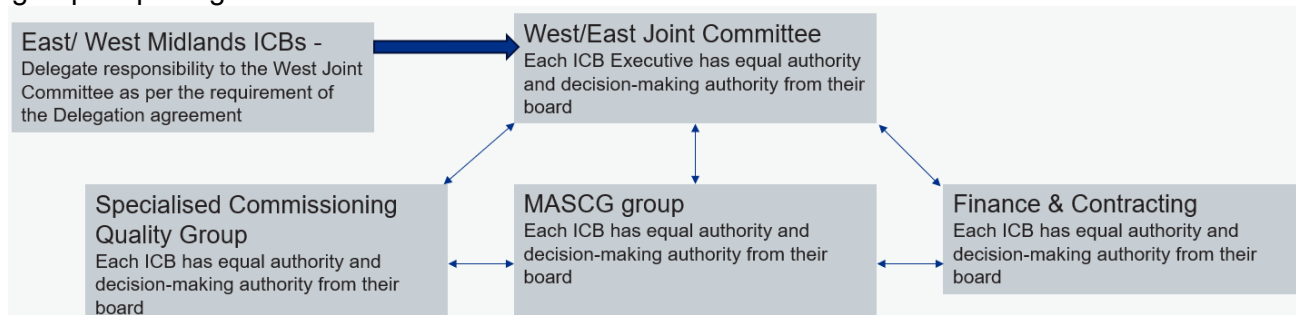 East/ West Midlands ICBs -
Delegate responsibility to the West Joint
Committee as per the requirement of
the Delegation agreement
West/East Joint Committee
Each ICB Executive has equal authority
and decision-making authority from their
board
Specialised Commissioning
Quality Group
Each ICB has equal authority and
decision-making authority from their
board
MASCG group
Each ICB has equal authority and
decision-making authority from their
board
Finance & Contracting
Each ICB has equal authority and
decision-making authority from their
board